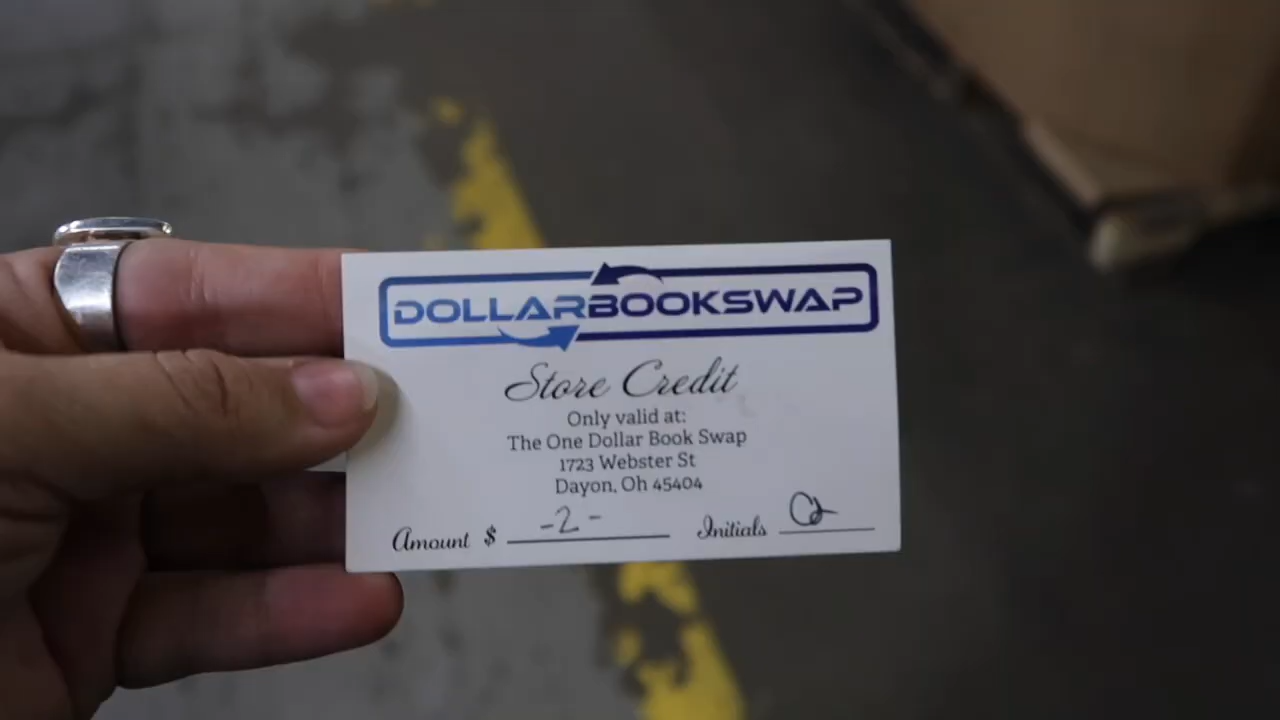 DOLLARBOOKSWAP
Store Credit
Only valid at:
The One Dollar Book Swap
1723 Webster St
Dayon, Oh 45404
Amount $ -2- Initials